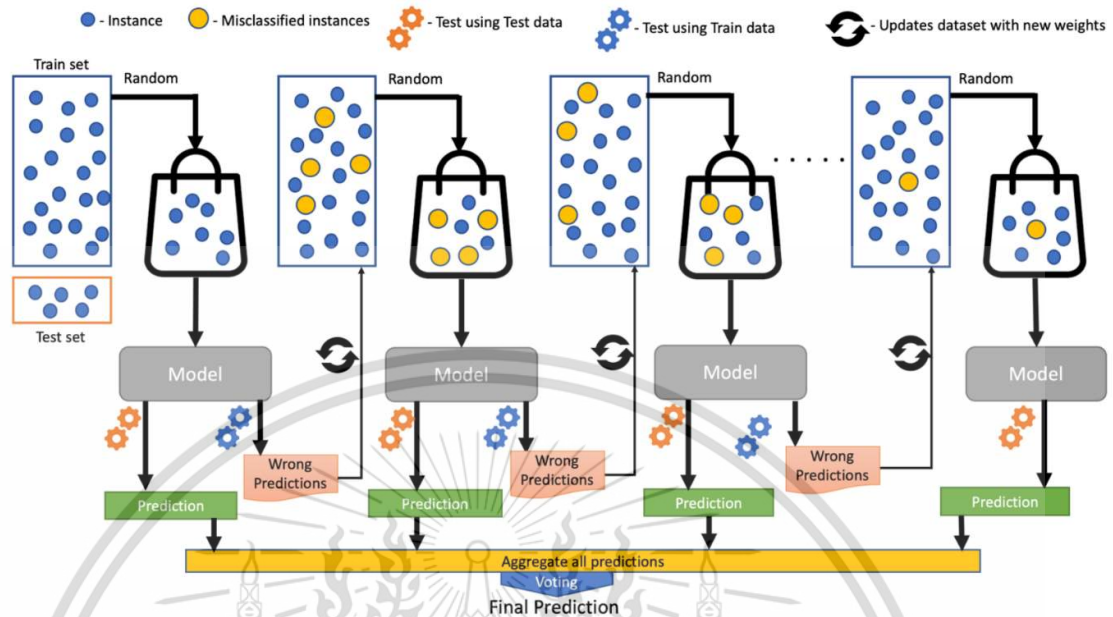 - Instance
- Misclassified instances
- Test using Test data
- Test using Train data
- Updates dataset with new weights
Train set
Random
Random
Random
Random
Test set
Model
Model
Model
Model
Wrong
Predictions
Wrong
Predictions
Wrong
Predictions
Prediction
Prediction
Prediction
Prediction
Aggregate all predictions
Voting
Final Prediction